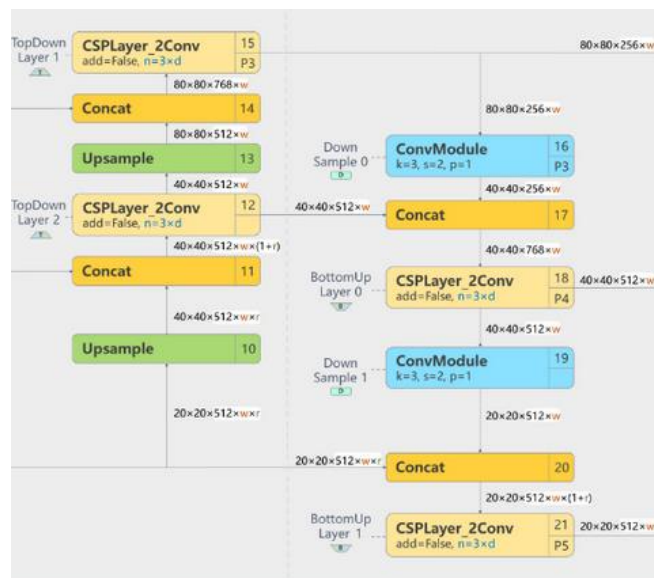 TopDown
Layer 1
T
CSPLayer_2Conv
add=False, n=3×d
15
P3
80×80×256×w
80×80×768×w
Concat
14
80×80×512×w
Upsample
13
40×40×512×w
TopDown
Layer 2
T
CSPLayer_2Conv
add=False, n=3×d
12
40×40×512×w
40×40×512×w×(1+r)
Concat
11
40×40×512×w×r
Upsample
10
20×20×512×w×r
80×80×256×w
Down
Sample 0
D
ConvModule
k=3, s=2, p=1
16
P3
40×40×256×w
Concat
17
40×40×768×w
BottomUp
Layer 0
B
CSPLayer_2Conv
add=False, n=3×d
18
P4
40×40×512×w
40×40×512×w
Down
Sample 1
D
ConvModule
k=3, s=2, p=1
19
20×20×512×w
20×20×512×w×r
Concat
20
20×20×512×w×(1+r)
BottomUp
Layer 1
B
CSPLayer_2Conv
add=False, n=3×d
21
P5
20×20×512×w